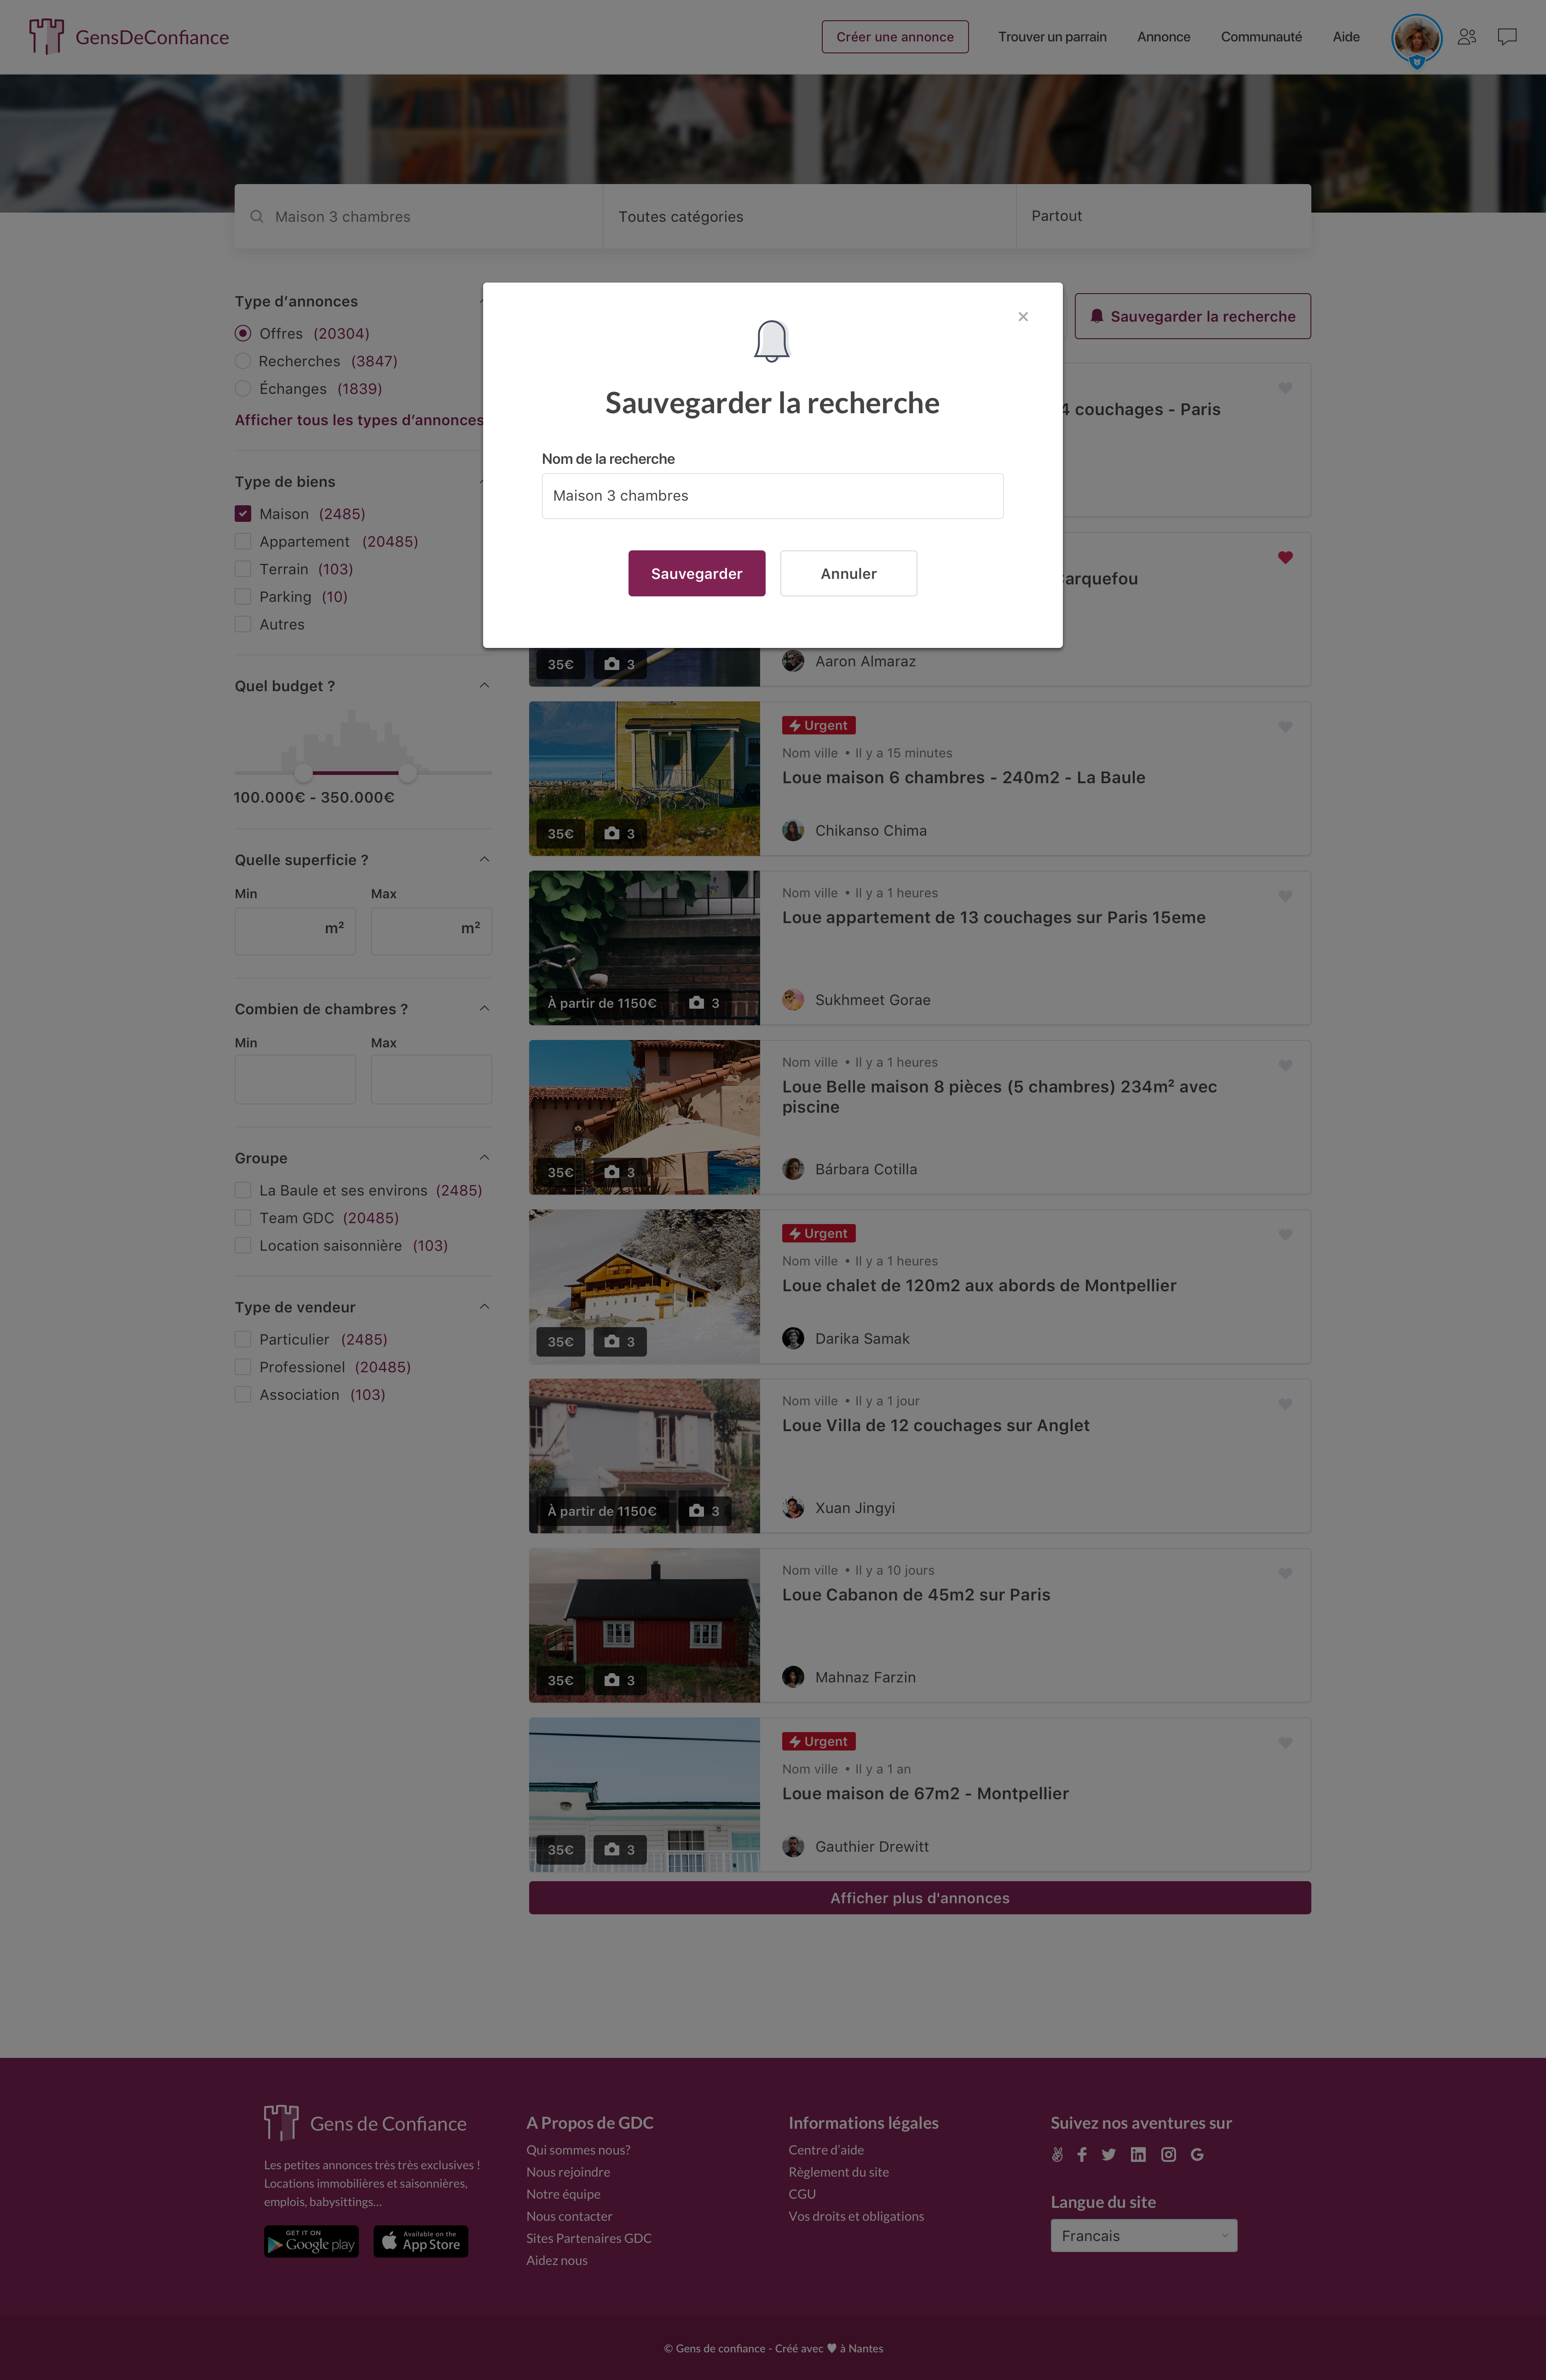 GensDeConfiance
Créer une annonce
Trouver un parrain
Annonce
Communauté
Aide
Maison 3 chambres
Toutes catégories
Partout
Type d’annonces
Offres (20304)
Recherches (3847)
Échanges (1839)
Afficher tous les types d’annonces
Type de biens
Maison (2485)
Appartement (20485)
Terrain (103)
Parking (10)
Autres
Quel budget ?
100.000€ - 350.000€
Quelle superficie ?
Min
Max
m²
m²
Combien de chambres ?
Min
Max
Groupe
La Baule et ses environs (2485)
Team GDC (20485)
Location saisonnière (103)
Type de vendeur
Particulier (2485)
Professionel (20485)
Association (103)
Sauvegarder la recherche
Nom de la recherche
Maison 3 chambres
Sauvegarder
Annuler
Sauvegarder la recherche
4 couchages - Paris
arquefou
35€
3
Aaron Almaraz
Urgent
Nom ville • Il y a 15 minutes
Loue maison 6 chambres - 240m2 - La Baule
35€
3
Chikanso Chima
Nom ville • Il y a 1 heures
Loue appartement de 13 couchages sur Paris 15eme
À partir de 1150€
3
Sukhmeet Gorae
Nom ville • Il y a 1 heures
Loue Belle maison 8 pièces (5 chambres) 234m² avec
piscine
35€
3
Bárbara Cotilla
Urgent
Nom ville • Il y a 1 heures
Loue chalet de 120m2 aux abords de Montpellier
35€
3
Darika Samak
Nom ville • Il y a 1 jour
Loue Villa de 12 couchages sur Anglet
À partir de 1150€
3
Xuan Jingyi
Nom ville • Il y a 10 jours
Loue Cabanon de 45m2 sur Paris
35€
3
Mahnaz Farzin
Urgent
Nom ville • Il y a 1 an
Loue maison de 67m2 - Montpellier
35€
3
Gauthier Drewitt
Afficher plus d'annonces
Gens de Confiance
Les petites annonces très très exclusives !
Locations immobilières et saisonnières,
emplois, babysittings...
GET IT ON
Google play
Available on the
App Store
A Propos de GDC
Qui sommes nous?
Nous rejoindre
Notre équipe
Nous contacter
Sites Partenaires GDC
Aidez nous
Informations légales
Centre d’aide
Règlement du site
CGU
Vos droits et obligations
Suivez nos aventures sur
Langue du site
Francais
© Gens de confiance - Créé avec ♥ à Nantes